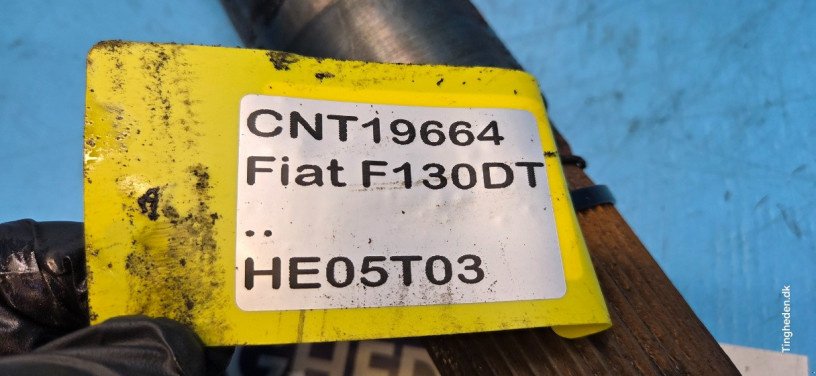 CNT19664
Fiat F130DT
..
HE05T03
Tingheden.dk